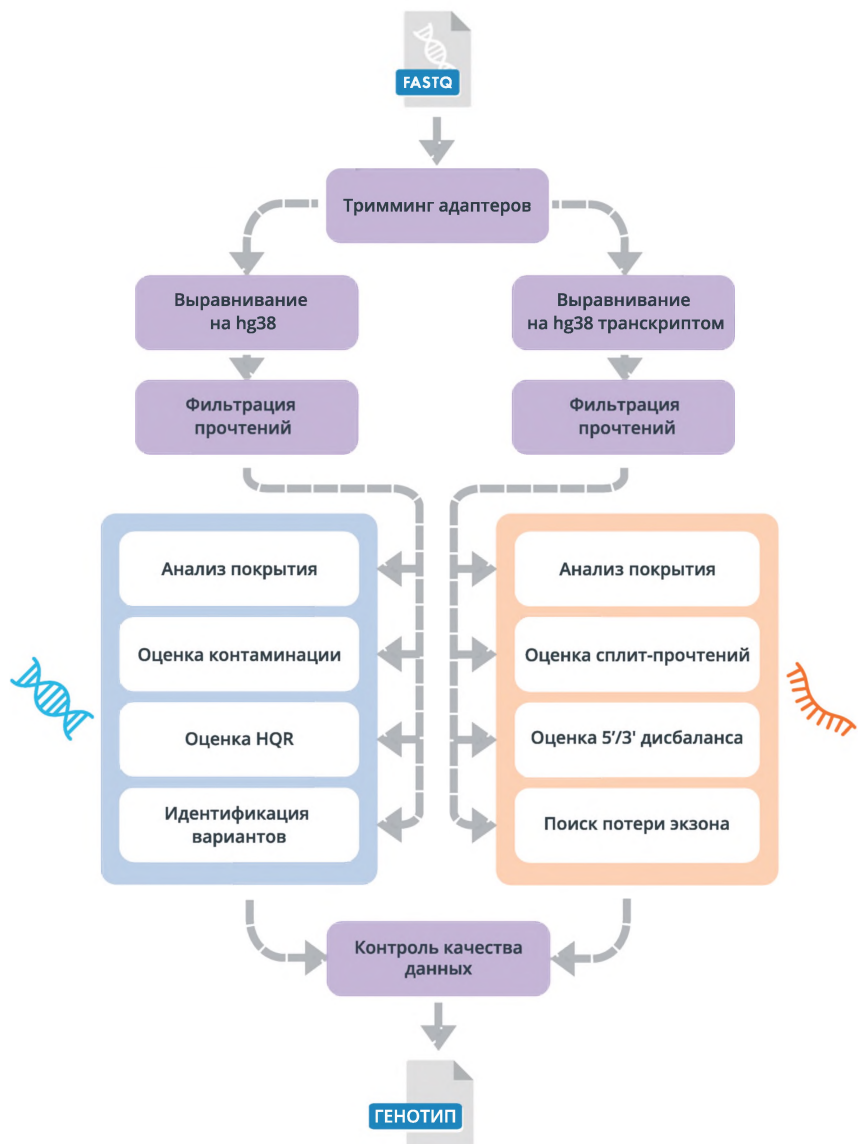 FASTQ
Тримминг адаптеров
Выравнивание
на hg38
Выравнивание
на hg38 транскриптом
Фильтрация
прочтений
Фильтрация
прочтений
Анализ покрытия
Оценка контаминации
Оценка HQR
Идентификация
вариантов
Анализ покрытия
Оценка сплит-прочтений
Оценка 5'/3' дисбаланса
Поиск потери экзона
Контроль качества
данных
ГЕНОТИП